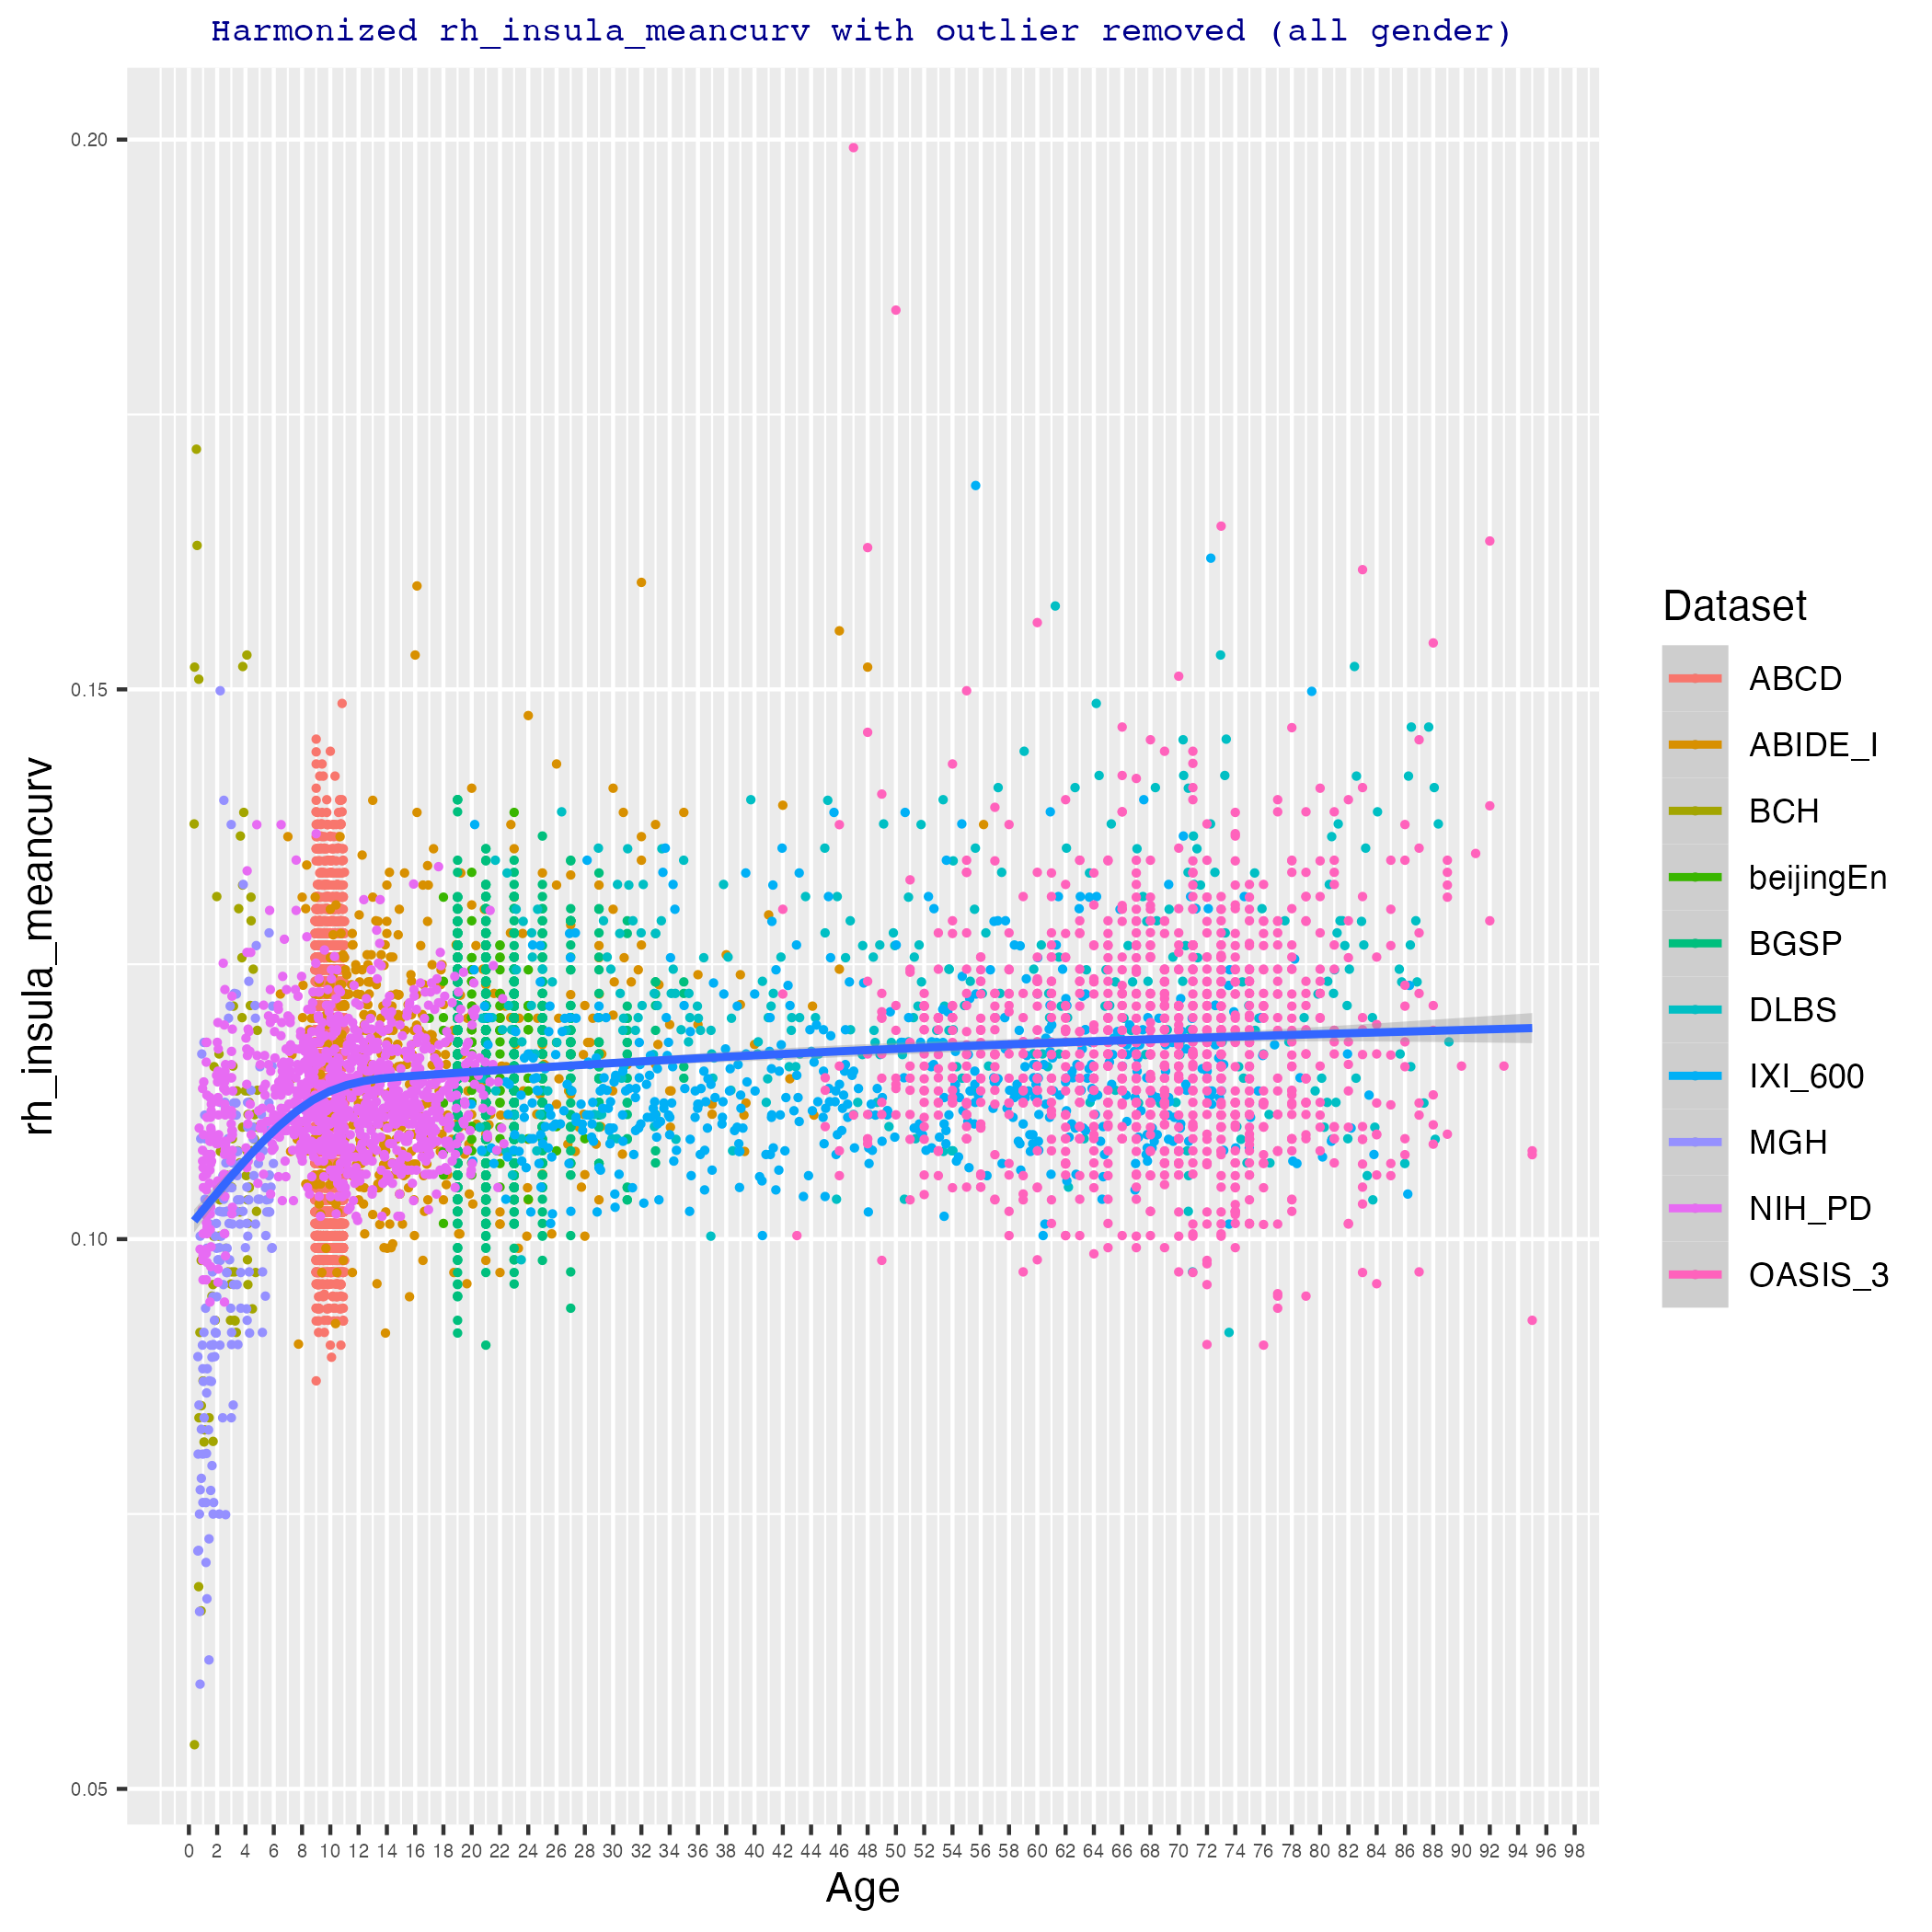 Harmonized rh_insula_meancurv with outlier removed (all gender)
rh_insula_meancurv
0.20
0.15
0.10
0.05
0 2 4 6 8 10 12 14 16 18 20 22 24 26 28 30 32 34 36 38 40 42 44 46 48 50 52 54 56 58 60 62 64 66 68 70 72 74 76 78 80 82 84 86 88 90 92 94 96 98
Age
Dataset
ABCD
ABIDE_I
BCH
beijingEn
BGSP
DLBS
IXI_600
MGH
NIH_PD
OASIS_3